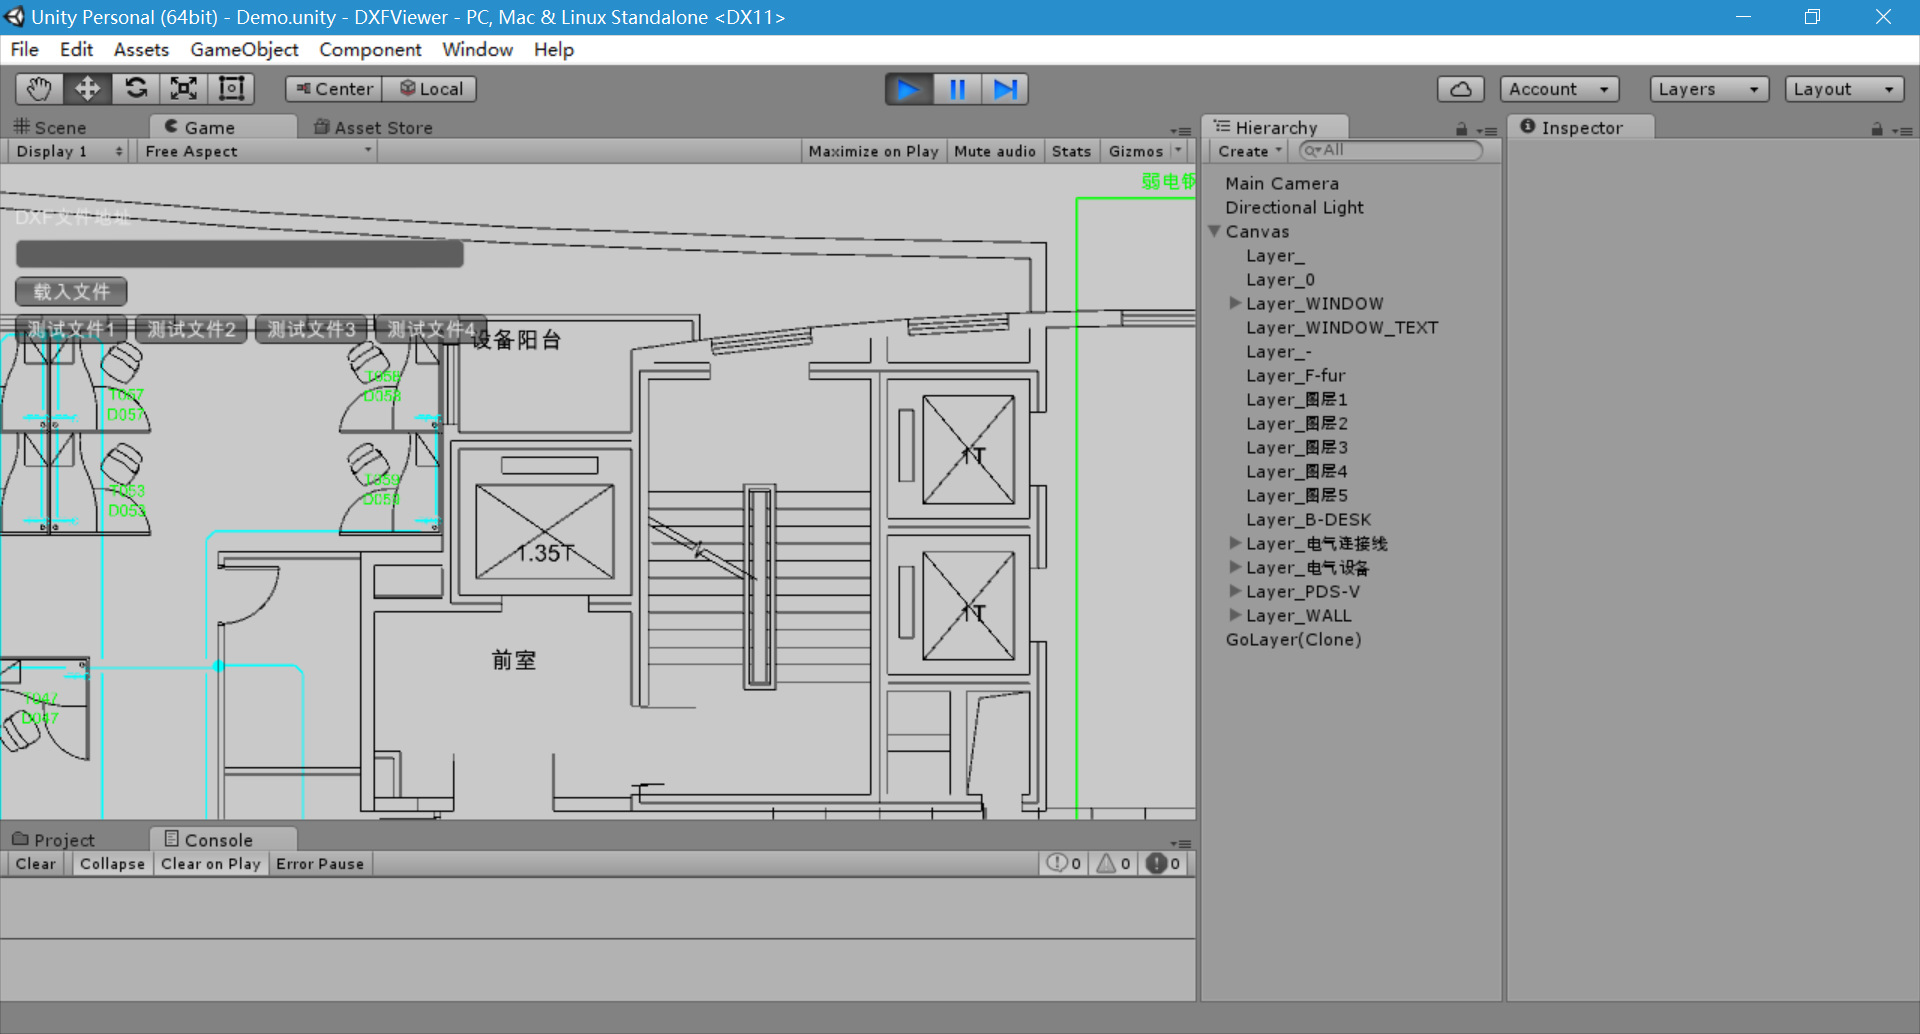 Unity Personal (64bit) - Demo.unity - DXFViewer - PC, Mac & Linux Standalone <DX11>
File Edit Assets GameObject Component Window Help
Center Local Account Layers Layout
Scene Game Asset Store
Display 1 Free Aspect Maximize on Play Mute audio Stats Gizmos
弱电
DXF文件地址
载入文件
测试文件1 测试文件2 测试文件3 测试文件4
设备阳台
T057
D057
T058
D058
T053
D053
T059
D059
1T
1.35T
1T
前室
T047
D047
Hierarchy
Create All
Main Camera
Directional Light
Canvas
Layer_
Layer_0
Layer_WINDOW
Layer_WINDOW_TEXT
Layer_-
Layer_F-fur
Layer_图层1
Layer_图层2
Layer_图层3
Layer_图层4
Layer_图层5
Layer_B-DESK
Layer_电气连接线
Layer_电气设备
Layer_PDS-V
Layer_WALL
GoLayer(Clone)
Inspector
Project Console
Clear Collapse Clear on Play Error Pause 0 0 0